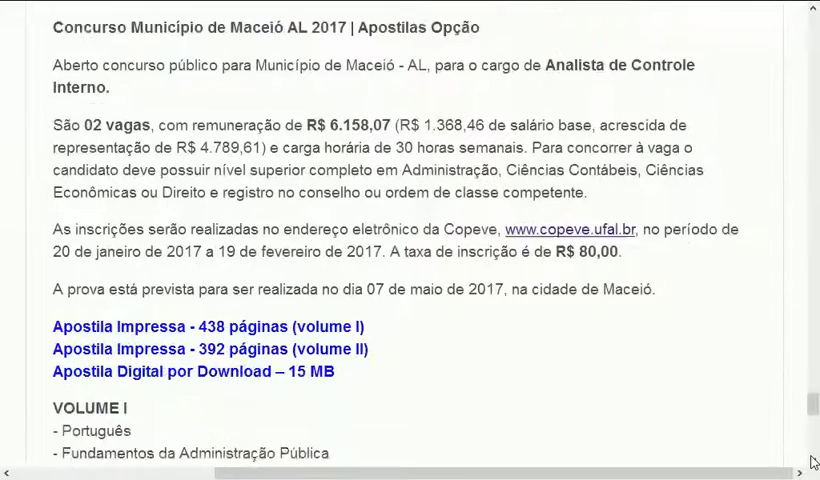 Concurso Município de Maceió AL 2017 | Apostilas Opção
Aberto concurso público para Município de Maceió - AL, para o cargo de Analista de Controle
Interno.
São 02 vagas, com remuneração de R$ 6.158,07 (R$ 1.368,46 de salário base, acrescida de
representação de R$ 4.789,61) e carga horária de 30 horas semanais. Para concorrer à vaga o
candidato deve possuir nível superior completo em Administração, Ciências Contábeis, Ciências
Econômicas ou Direito e registro no conselho ou ordem de classe competente.
As inscrições serão realizadas no endereço eletrônico da Copeve, www.copeve.ufal.br, no período de
20 de janeiro de 2017 a 19 de fevereiro de 2017. A taxa de inscrição é de R$ 80,00.
A prova está prevista para ser realizada no dia 07 de maio de 2017, na cidade de Maceió.
Apostila Impressa - 438 páginas (volume I)
Apostila Impressa - 392 páginas (volume II)
Apostila Digital por Download – 15 MB
VOLUME I
- Português
- Fundamentos da Administração Pública